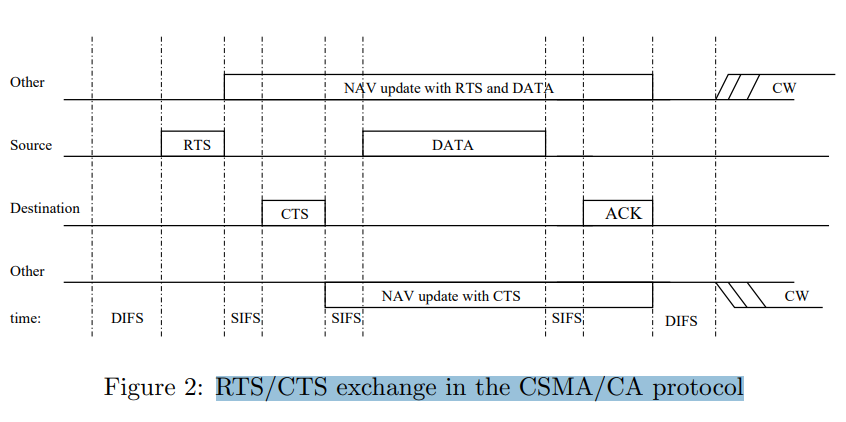 Other
NAV update with RTS and DATA
CW
Source
RTS
DATA
Destination
CTS
ACK
Other
NAV update with CTS
CW
time:
DIFS
SIFS
SIFS
SIFS
DIFS
Figure 2: RTS/CTS exchange in the CSMA/CA protocol